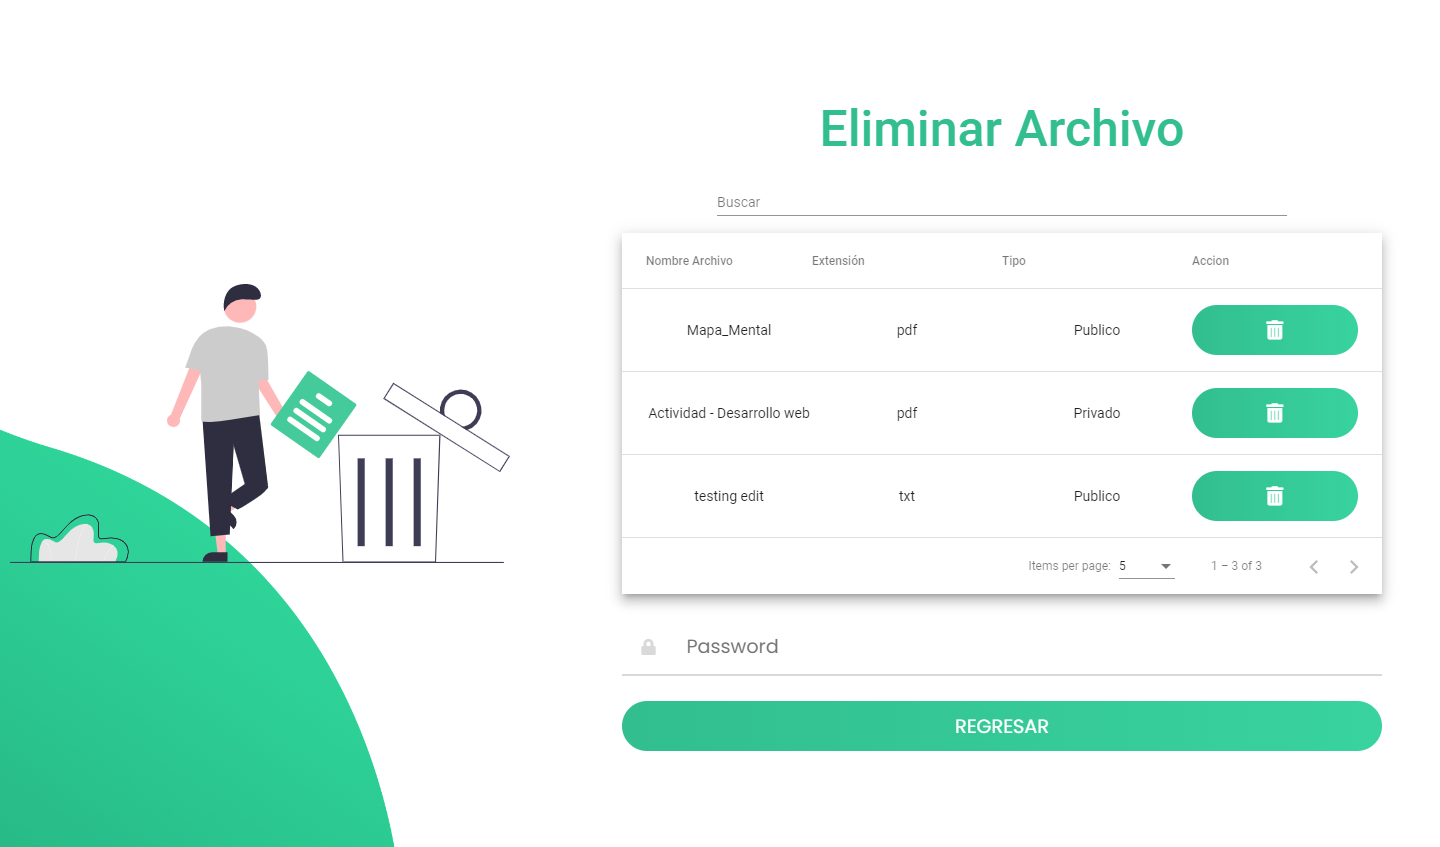 Eliminar Archivo
Buscar
Nombre Archivo Extensión Tipo Accion
Mapa_Mental pdf Publico
Actividad - Desarrollo web pdf Privado
testing edit txt Publico
Items per page: 5 1 – 3 of 3
Password
REGRESAR